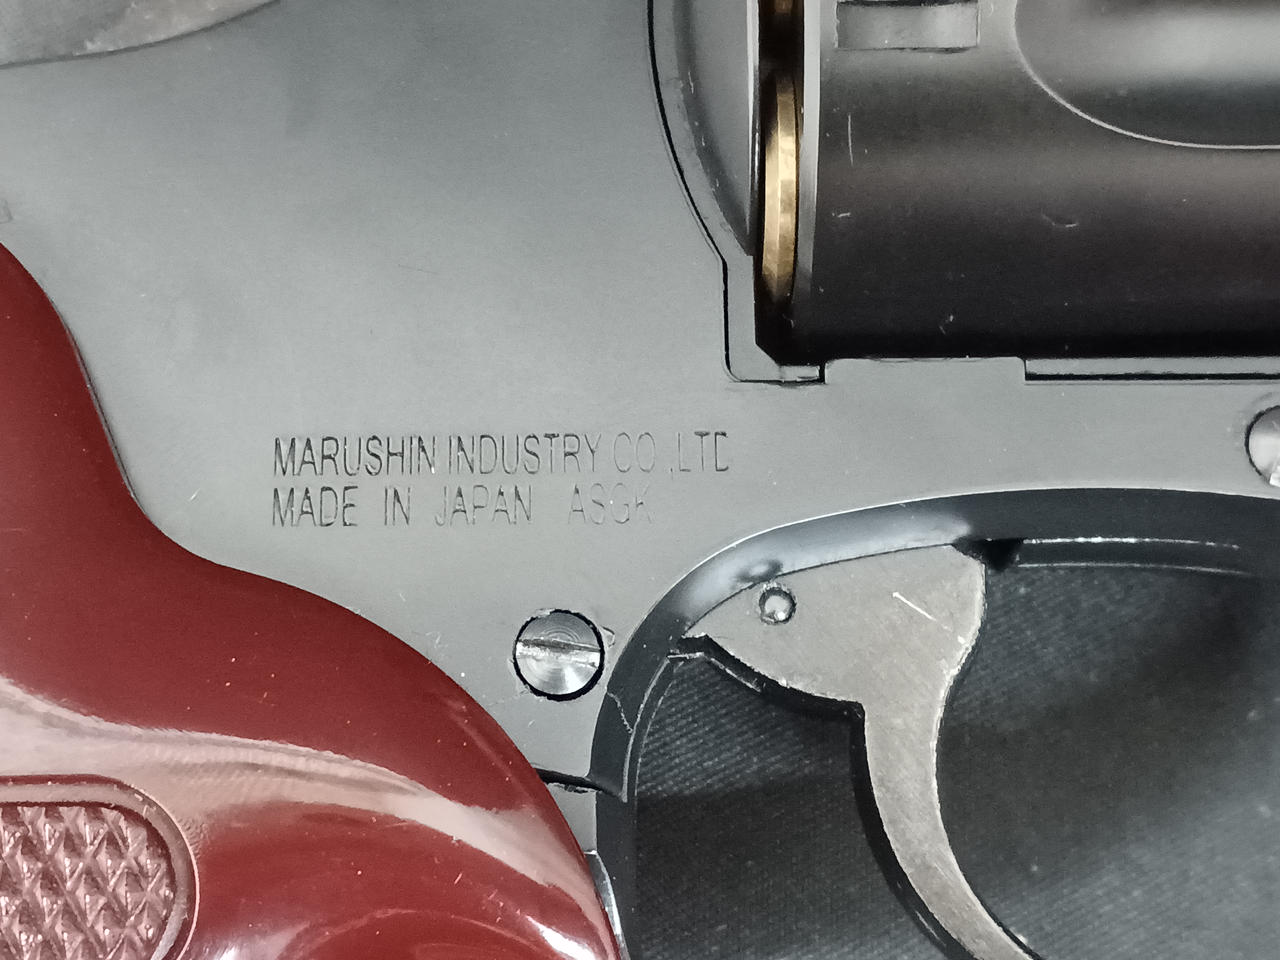 MARUSHIN INDUSTRY CO.,LTD
MADE IN JAPAN ASGK